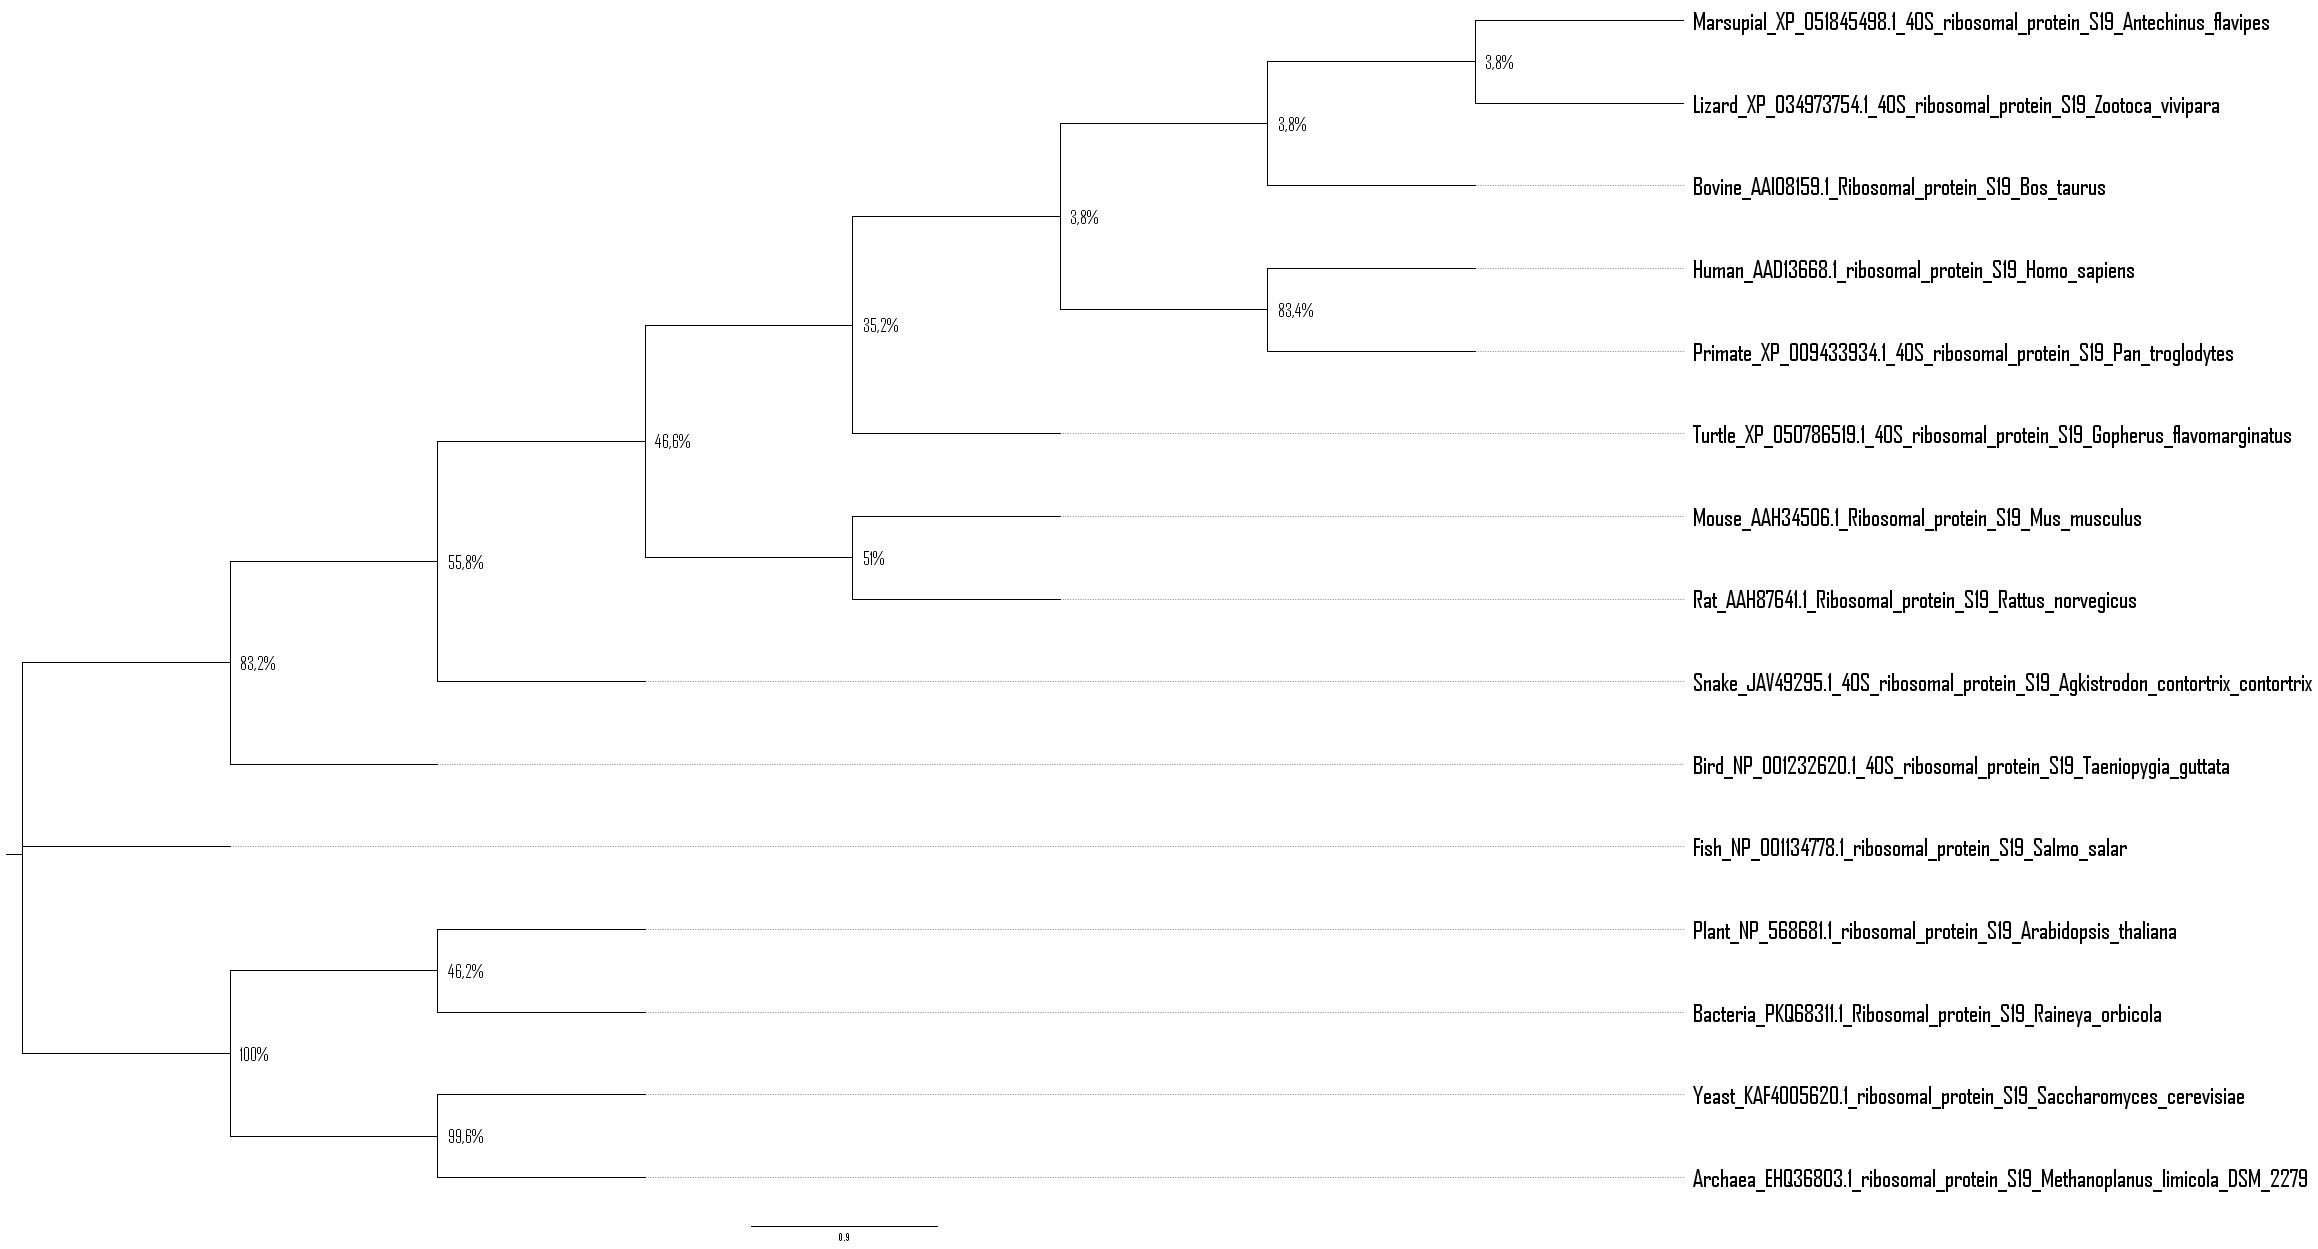 Marsupial_XP_051845498.1_40S_ribosomal_protein_S19_Antechinus_flavipes
3,8%
Lizard_XP_034973754.1_40S_ribosomal_protein_S19_Zootoca_vivipara
3,8%
Bovine_AAI08159.1_Ribosomal_protein_S19_Bos_taurus
3,8%
Human_AAD13668.1_ribosomal_protein_S19_Homo_sapiens
83,4%
35,2%
Primate_XP_009433934.1_40S_ribosomal_protein_S19_Pan_troglodytes
Turtle_XP_050786519.1_40S_ribosomal_protein_S19_Gopherus_flavomarginatus
46,6%
Mouse_AAH34506.1_Ribosomal_protein_S19_Mus_musculus
51%
55,8%
Rat_AAH87641.1_Ribosomal_protein_S19_Rattus_norvegicus
83,2%
Snake_JAV49295.1_40S_ribosomal_protein_S19_Agkistrodon_contortrix_contortrix
Bird_NP_001232620.1_40S_ribosomal_protein_S19_Taeniopygia_guttata
Fish_NP_001134778.1_ribosomal_protein_S19_Salmo_salar
Plant_NP_568681.1_ribosomal_protein_S19_Arabidopsis_thaliana
46,2%
Bacteria_PKQ68311.1_Ribosomal_protein_S19_Raineya_orbicola
100%
Yeast_KAF4005620.1_ribosomal_protein_S19_Saccharomyces_cerevisiae
99,6%
Archaea_EHQ36803.1_ribosomal_protein_S19_Methanoplanus_limicola_DSM_2279
0.9